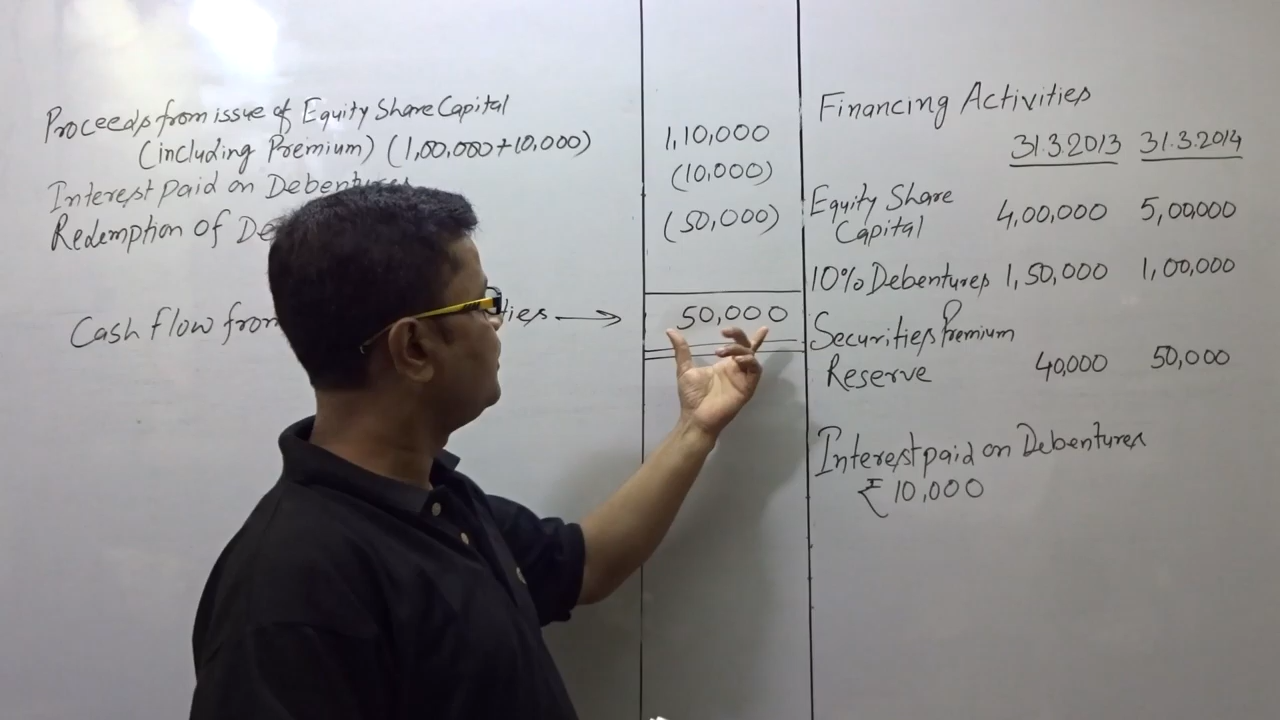 Proceeds from issue of Equity Share Capital
(including Premium) (1,00,000+10,000) 1,10,000
Interest Paid on Debentures (10,000)
Redemption of (50,000)
Cash flow from 50,000
Financing Activities
31.3.2013 31.3.2014
Equity Share
Capital 4,00,000 5,00,000
10% Debentures 1,50,000 1,00,000
Securities Premium
Reserve 40,000 50,000
Interest paid on Debentures
₹ 10,000